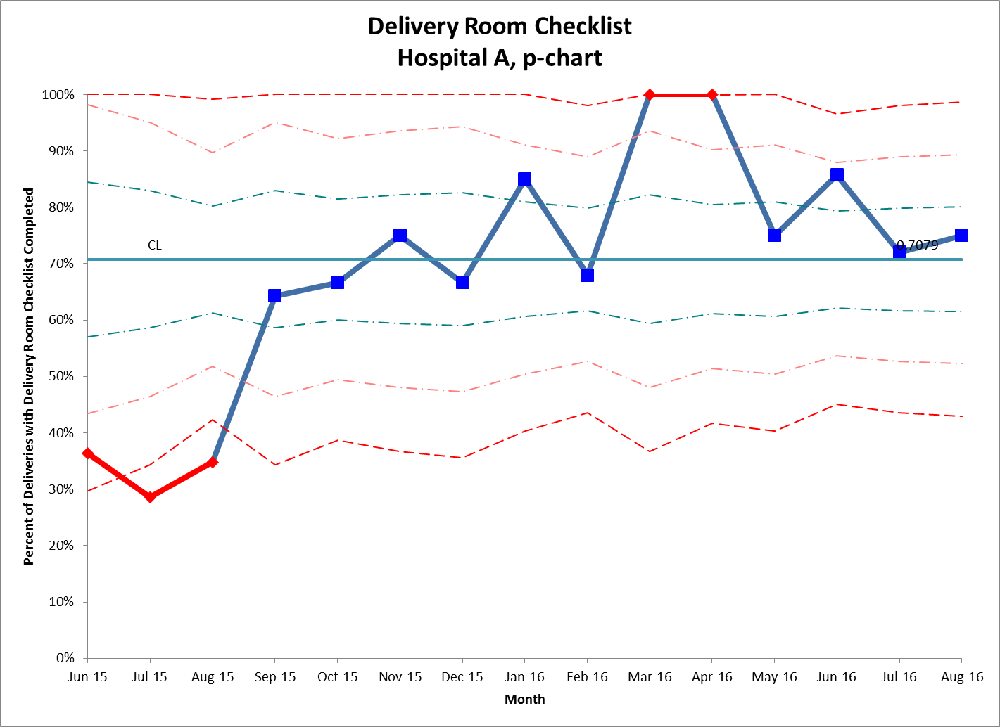 Delivery Room Checklist
Hospital A, p-chart
Percent of Deliveries with Delivery Room Checklist Completed
100%
90%
80%
70%
60%
50%
40%
30%
20%
10%
0%
CL
0.7079
Jun-15 Jul-15 Aug-15 Sep-15 Oct-15 Nov-15 Dec-15 Jan-16 Feb-16 Mar-16 Apr-16 May-16 Jun-16 Jul-16 Aug-16
Month